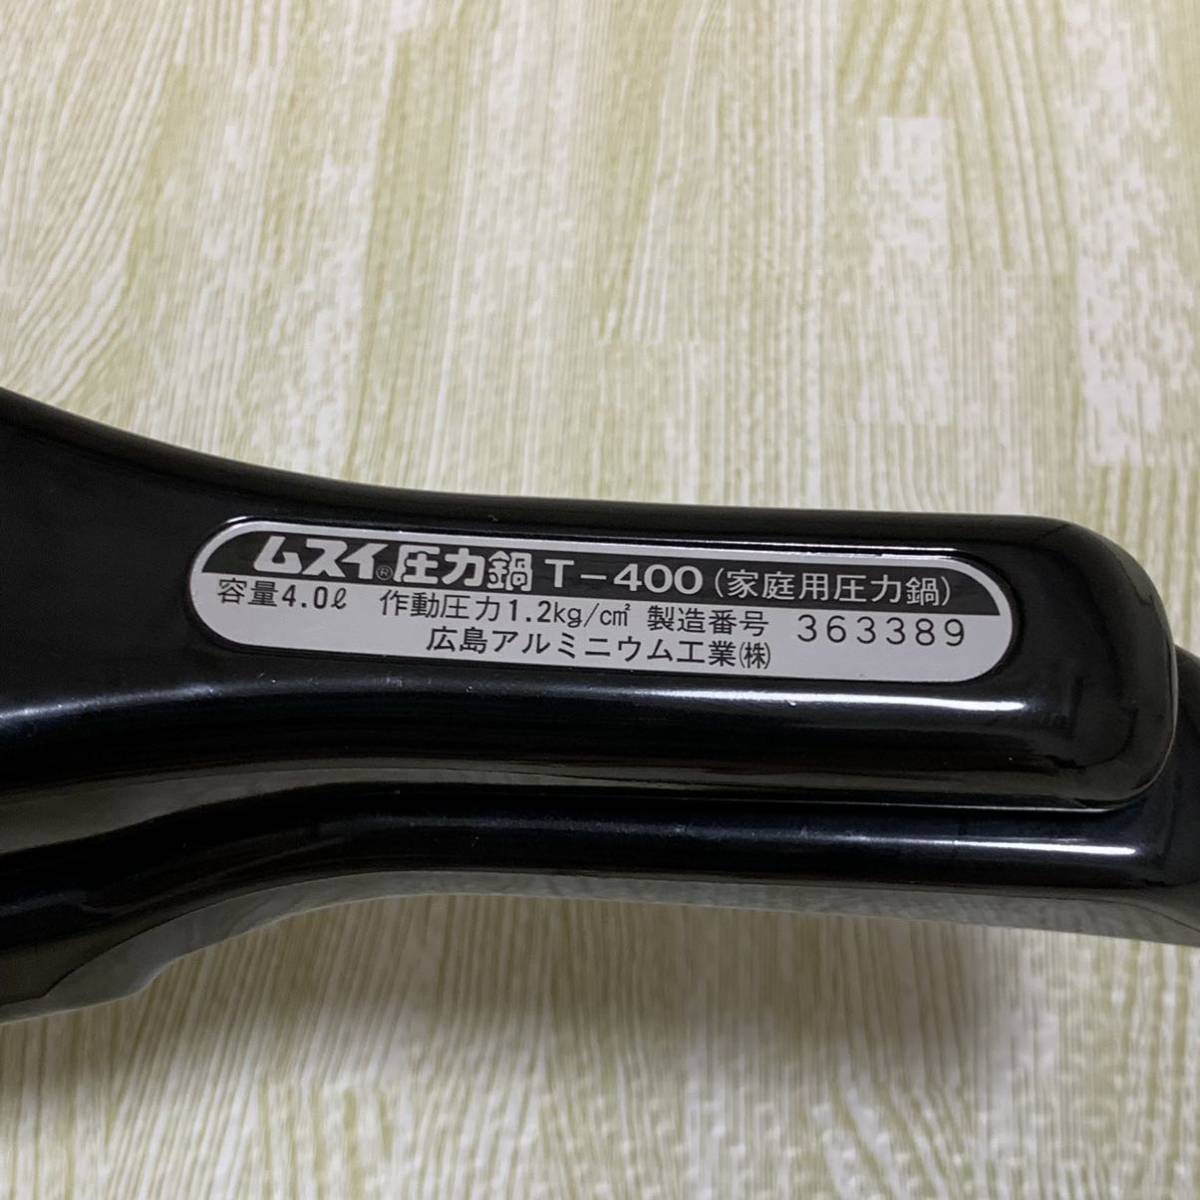 ムスイ®圧力鍋 T-400(家庭用圧力鍋)
容量4.0ℓ 作動圧力1.2kg/c㎡ 製造番号 363389
広島アルミニウム工業㈱